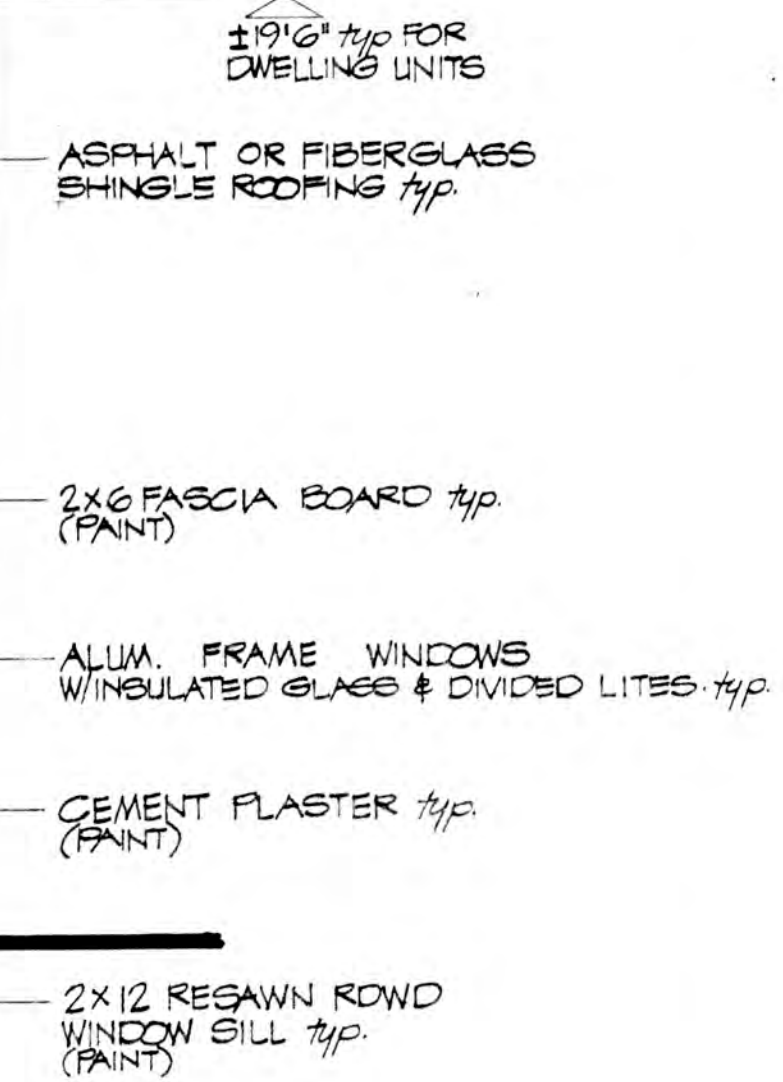 ±19'6" typ FOR
DWELLING UNITS
ASPHALT OR FIBERGLASS
SHINGLE ROOFING typ.
2X6 FASCIA BOARD typ.
(PAINT)
ALUM. FRAME WINDOWS
W/INSULATED GLASS & DIVIDED LITES. typ.
CEMENT PLASTER typ.
(PAINT)
2X12 RESAWN RDWD
WINDOW SILL typ.
(PAINT)